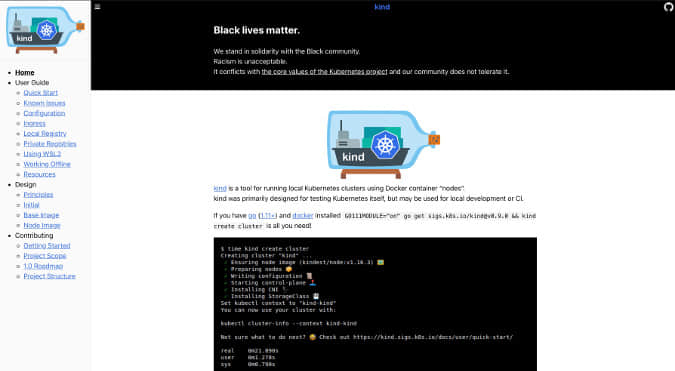 kind
Home
User Guide
Quick Start
Known Issues
Configuration
Ingress
Local Registry
Private Registries
Using WSL2
Working Offline
Resources
Design
Principles
Initial
Base Image
Node Image
Contributing
Getting Started
Project Scope
1.0 Roadmap
Project Structure
kind
Black lives matter.
We stand in solidarity with the Black community.
Racism is unacceptable.
It conflicts with the core values of the Kubernetes project and our community does not tolerate it.
kind
kind is a tool for running local Kubernetes clusters using Docker container "nodes".
kind was primarily designed for testing Kubernetes itself, but may be used for local development or CI.
If you have go (1.11+) and docker installed GO111MODULE="on" go get sigs.k8s.io/kind@v0.9.0 && kind
create cluster is all you need!
$ time kind create cluster
Creating cluster "kind" ...
✓ Ensuring node image (kindest/node:v1.16.3) 🖼
✓ Preparing nodes 📦
✓ Writing configuration 📜
✓ Starting control-plane 🕹️
✓ Installing CNI 🔌
✓ Installing StorageClass 💾
Set kubectl context to "kind-kind"
You can now use your cluster with:
kubectl cluster-info --context kind-kind
Not sure what to do next? 😅 Check out https://kind.sigs.k8s.io/docs/user/quick-start/
real 0m21.890s
user 0m1.278s
sys 0m0.790s